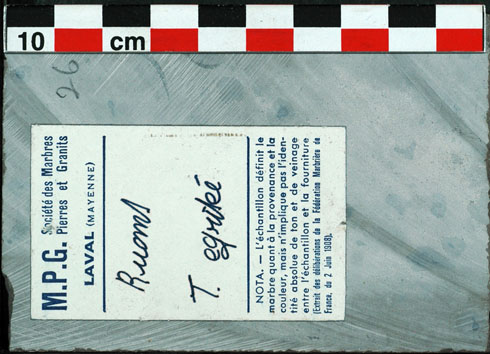 10 cm
26
M.P.G. Société des Marbres
Pierres et Granits
LAVAL (MAYENNE)
Ruoms
T. egriké
NOTA. — L'échantillon définit le
marbre quant à la provenance et la
couleur, mais n'implique pas l'iden-
tité absolue de ton et de veinage
entre l'échantillon et la fourniture
(Extrait des délibérations de la Fédération Marbrière de
France, du 2 Juin 1908).